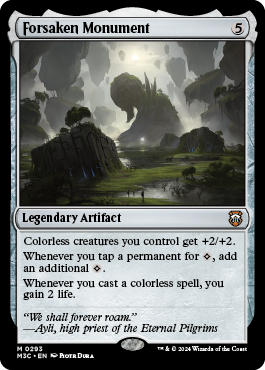 Forsaken Monument 5
Legendary Artifact
Colorless creatures you control get +2/+2.
Whenever you tap a permanent for ◇, add
an additional ◇.
Whenever you cast a colorless spell, you
gain 2 life.
“We shall forever roam.”
—Ayli, high priest of the Eternal Pilgrims
M 0293
M3C • EN Piotr Dura
™ & © 2024 Wizards of the Coast